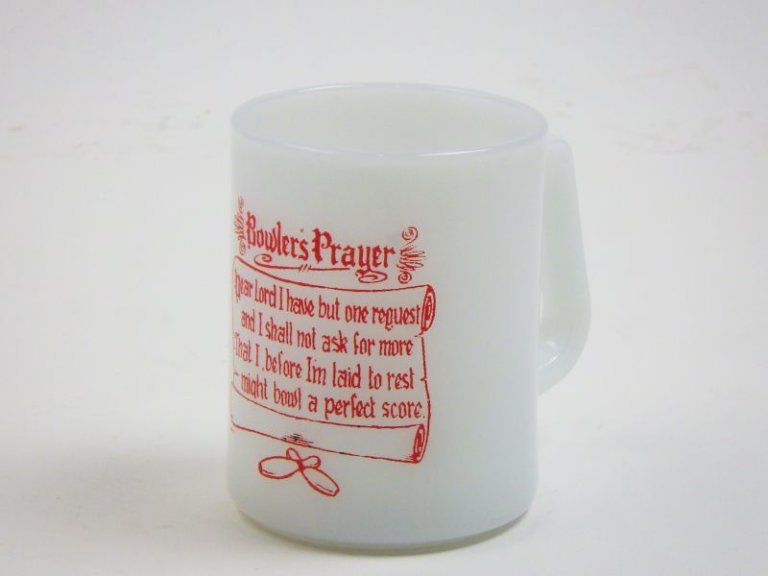 Bowler's Prayer
Dear Lord I have but one request
and I shall not ask for more
That I, before I'm laid to rest
might bowl a perfect score.